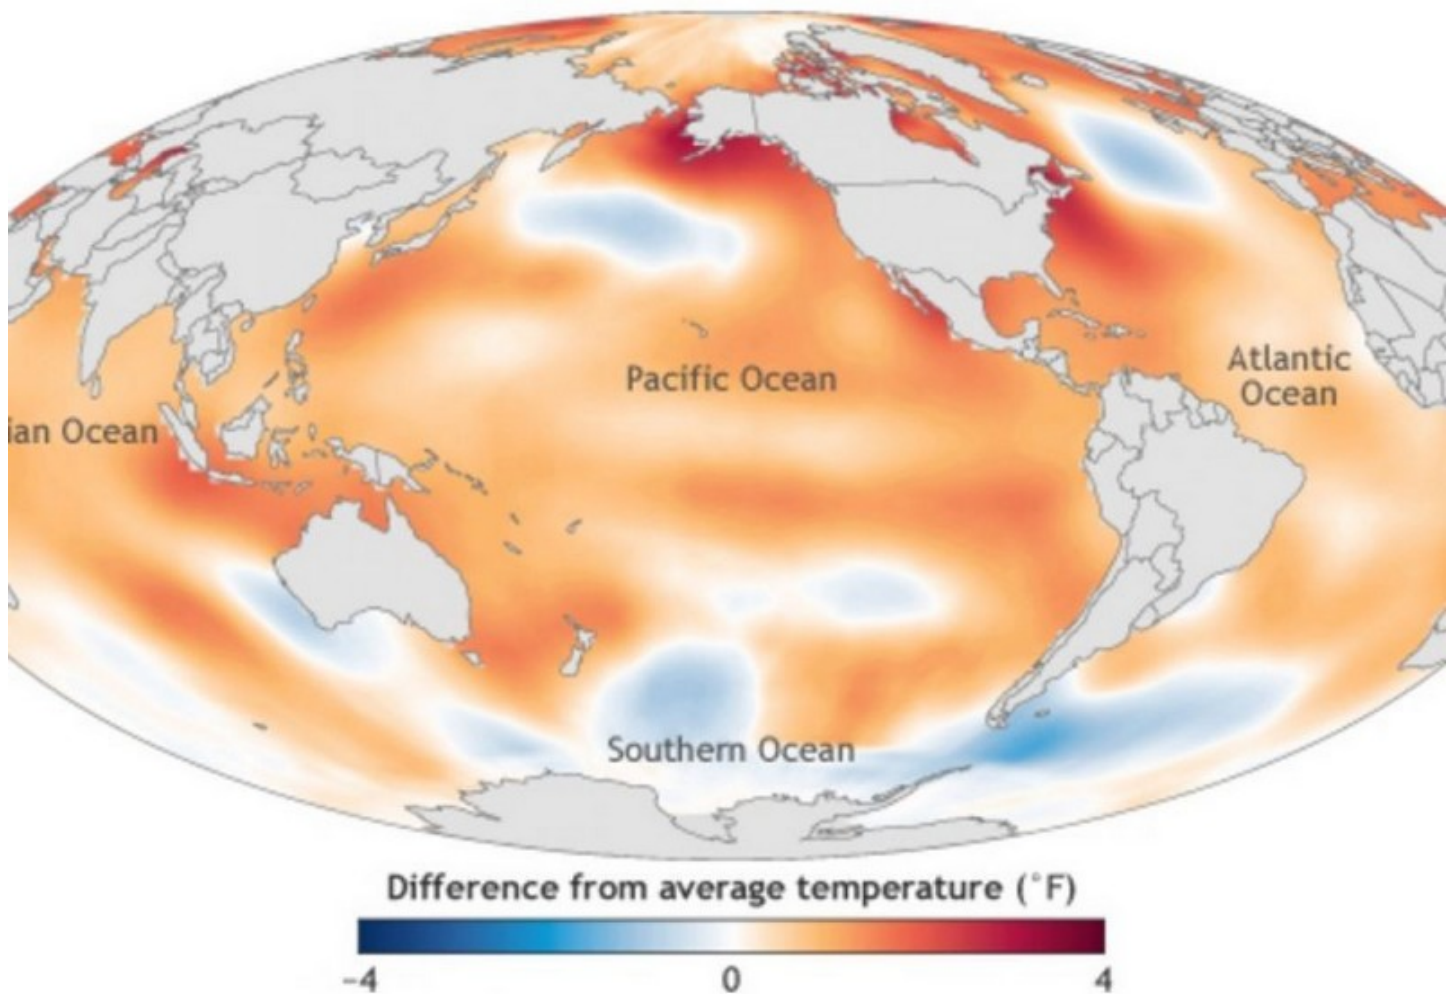 Pacific Ocean
Atlantic
Ocean
ian Ocean
Southern Ocean
Difference from average temperature (°F)
-4 0 4